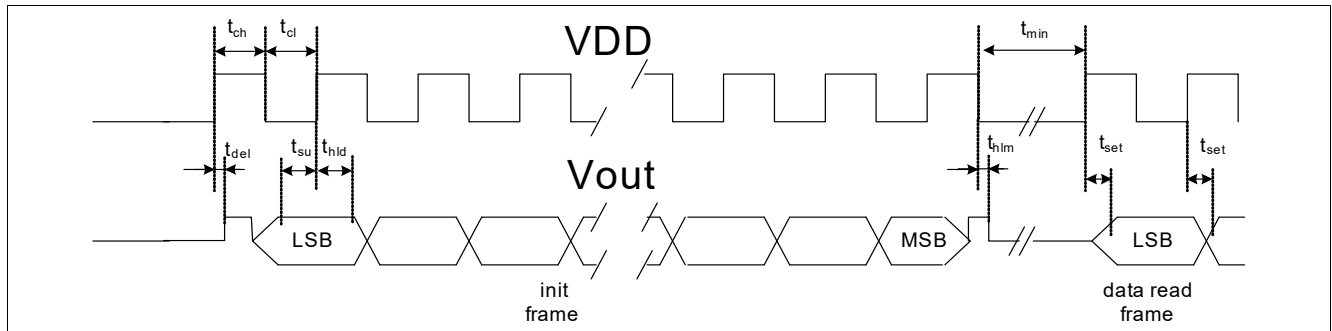 tch
tcl
VDD
tmin
tdel
tsu
thld
Vout
thlm
tset
tset
LSB
MSB
LSB
init
frame
data read
frame